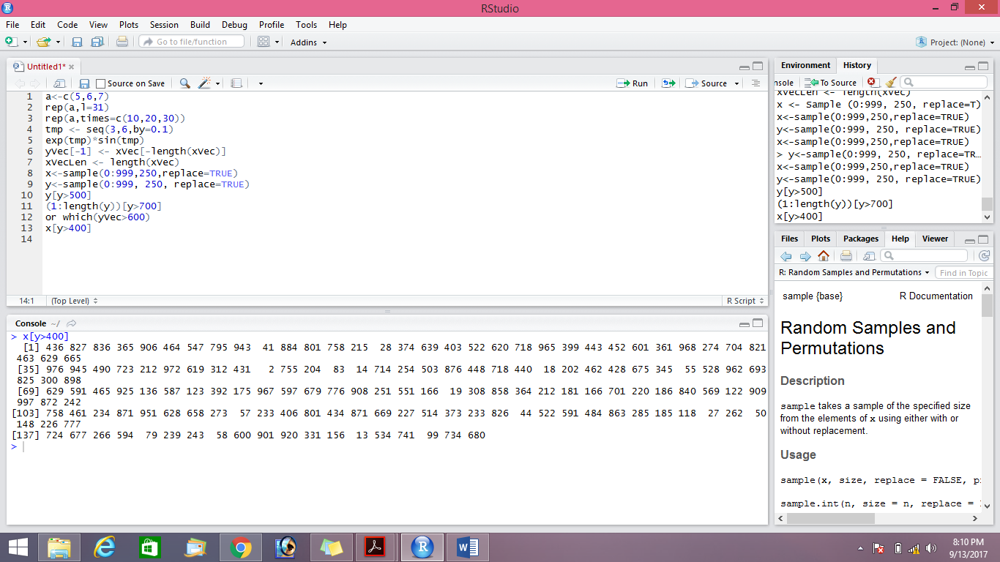 RStudio
File Edit Code View Plots Session Build Debug Profile Tools Help
Go to file/function Addins Project: (None)
Untitled1*
Source on Save Run Source
1 a<-c(5,6,7)
2 rep(a,l=31)
3 rep(a,times=c(10,20,30))
4 tmp <- seq(3,6,by=0.1)
5 exp(tmp)*sin(tmp)
6 yVec[-1] <- xVec[-length(xVec)]
7 xVecLen <- length(xVec)
8 x<-sample(0:999,250,replace=TRUE)
9 y<-sample(0:999, 250, replace=TRUE)
10 y[y>500]
11 (1:length(y))[y>700]
12 or which(yVec>600)
13 x[y>400]
14
14:1 (Top Level) R Script
Console ~/
> x[y>400]
[1] 436 827 836 365 906 464 547 795 943 41 884 801 758 215 28 374 639 403 522 620 718 965 399 443 452 601 361 968 274 704 821
463 629 665
[35] 976 945 490 723 212 972 619 312 431 2 755 204 83 14 714 254 503 876 448 718 440 18 202 462 428 675 345 55 528 962 693
825 300 898
[69] 629 591 465 925 136 587 123 392 175 967 597 679 776 908 251 551 166 19 308 858 364 212 181 166 701 220 186 840 569 122 909
997 872 242
[103] 758 461 234 871 951 628 658 273 57 233 406 801 434 871 669 227 514 373 233 826 44 522 591 484 863 285 185 118 27 262 50
148 226 777
[137] 724 677 266 594 79 239 243 58 600 901 920 331 156 13 534 741 99 734 680
>
Environment History
nsole To Source
xVecLen <- length(xVec)
x <- Sample (0:999, 250, replace=T)
x<-sample(0:999,250,replace=TRUE)
y<-sample(0:999, 250, replace=TRUE)
x<-sample(0:999,250,replace=TRUE)
> y<-sample(0:999, 250, replace=TR...
x<-sample(0:999,250,replace=TRUE)
y<-sample(0:999, 250, replace=TRUE)
y[y>500]
(1:length(y))[y>700]
x[y>400]
Files Plots Packages Help Viewer
R: Random Samples and Permutations Find in Topic
sample {base} R Documentation
Random Samples and
Permutations
Description
sample takes a sample of the specified size
from the elements of x using either with or
without replacement.
Usage
sample(x, size, replace = FALSE, p
sample.int(n, size = n, replace =
8:10 PM
9/13/2017